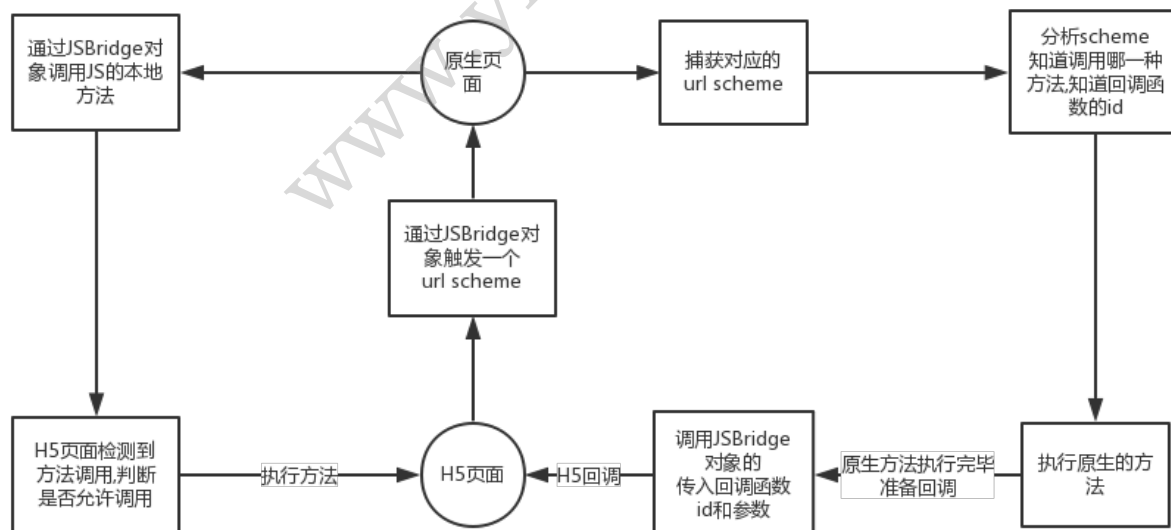 通过JSBridge对
象调用JS的本地
方法
原生页
面
捕获对应的
url scheme
分析scheme
知道调用哪一种
方法,知道回调函
数的id
通过JSBridge对
象触发一个
url scheme
H5页面检测到
方法调用,判断
是否允许调用
执行方法
H5页面
H5回调
调用JSBridge
对象的
传入回调函数
id和参数
原生方法执行完毕
准备回调
执行原生的方
法